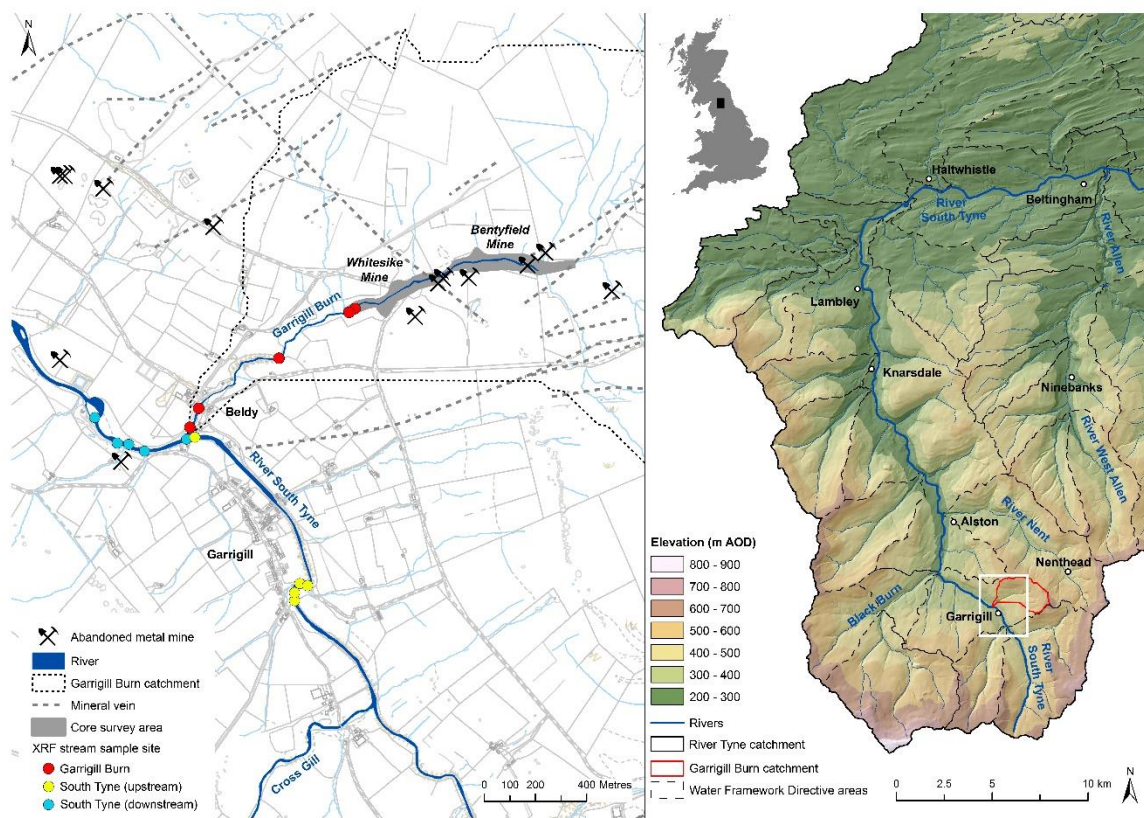 N
Bentyfield
Mine
Whitesike
Mine
Garrigill Burn
Beldy
River South Tyne
Garrigill
Cross Gill
Abandoned metal mine
River
Garrigill Burn catchment
Mineral vein
Core survey area
XRF stream sample site
Garrigill Burn
South Tyne (upstream)
South Tyne (downstream)
0 200 400 Metres
Haltwhistle
River
South Tyne
Beltingham
River Allen
Lambley
Knarsdale
Ninebanks
River West Allen
Alston
River Nent
Nenthead
Black Burn
Garrigill
River
South Tyne
Elevation (m AOD)
800 - 900
700 - 800
600 - 700
500 - 600
400 - 500
300 - 400
200 - 300
Rivers
River Tyne catchment
Garrigill Burn catchment
Water Framework Directive areas
0 2.5 5 10 km
N